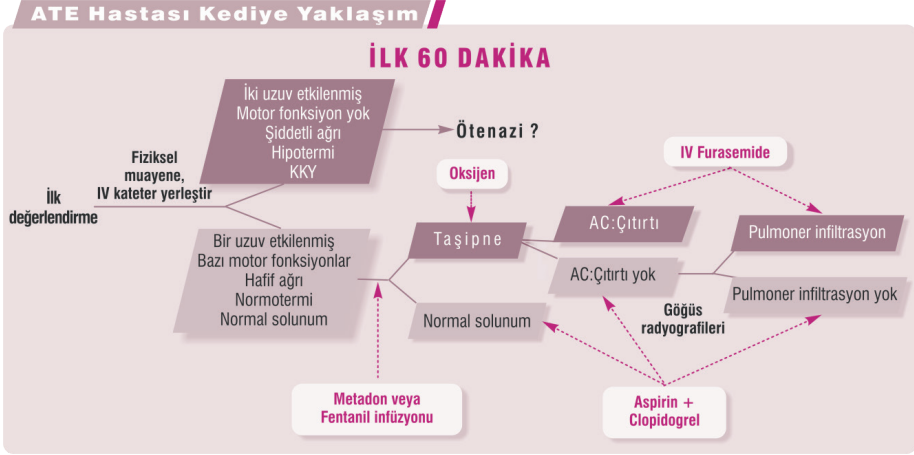 ATE Hastası Kediye Yaklaşım
İLK 60 DAKİKA
İlk
değerlendirme
Fiziksel
muayene,
IV kateter yerleştir
İki uzuv etkilenmiş
Motor fonksiyon yok
Şiddetli ağrı
Hipotermi
KKY
Ötenazi ?
Bir uzuv etkilenmiş
Bazı motor fonksiyonlar
Hafif ağrı
Normotermi
Normal solunum
Metadon veya
Fentanil infüzyonu
Oksijen
Taşipne
Normal solunum
IV Furasemide
AC:Çıtırtı
AC:Çıtırtı yok
Göğüs
radyografileri
Pulmoner infiltrasyon
Pulmoner infiltrasyon yok
Aspirin +
Clopidogrel